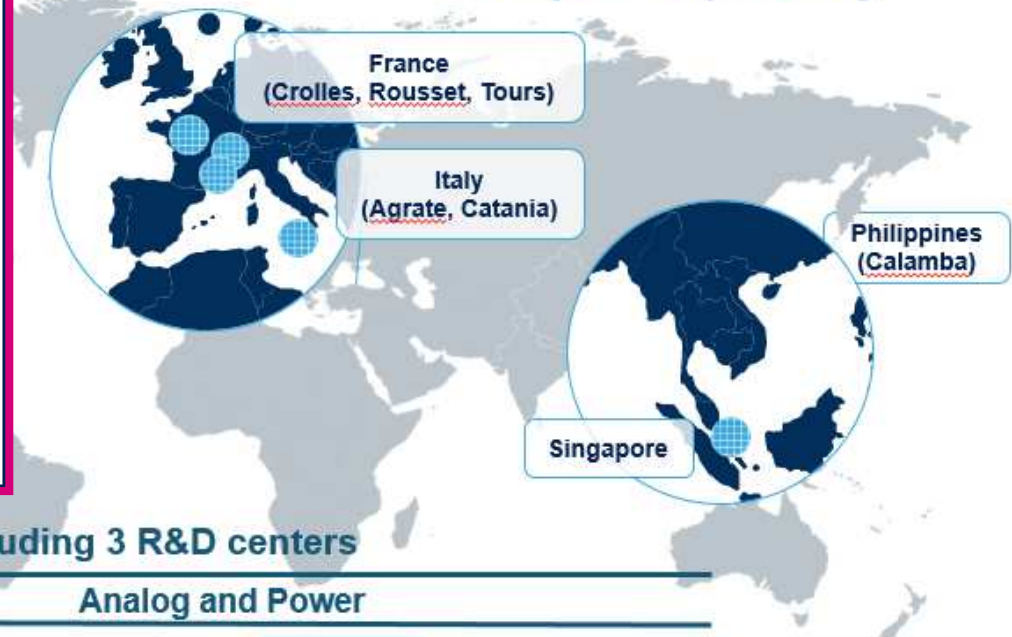 France
(Crolles, Rousset, Tours)
Italy
(Agrate, Catania)
Philippines
(Calamba)
Singapore
uding 3 R&D centers
Analog and Power